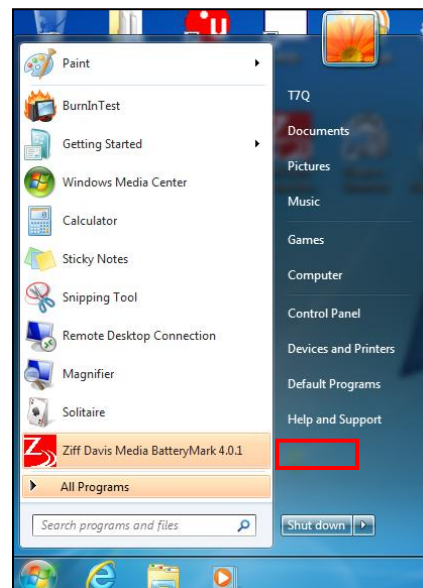 Paint
BurnInTest
Getting Started
Windows Media Center
Calculator
Sticky Notes
Snipping Tool
Remote Desktop Connection
Magnifier
Solitaire
Ziff Davis Media BatteryMark 4.0.1
All Programs
Search programs and files
T7Q
Documents
Pictures
Music
Games
Computer
Control Panel
Devices and Printers
Default Programs
Help and Support
Shut down